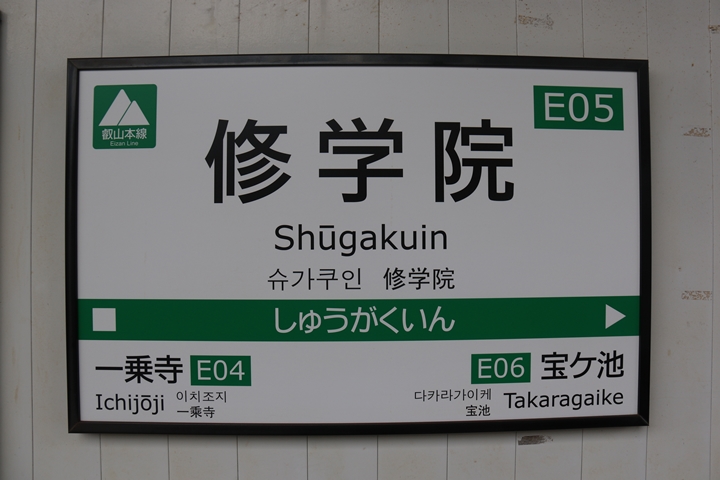 叡山本線
Eizan Line
E05
修学院
Shūgakuin
슈가쿠인 修学院
しゅうがくいん
一乗寺 E04
Ichijōji 이치조지
一乘寺
E06 宝ケ池
다카라가이케 Takaragaike
宝池